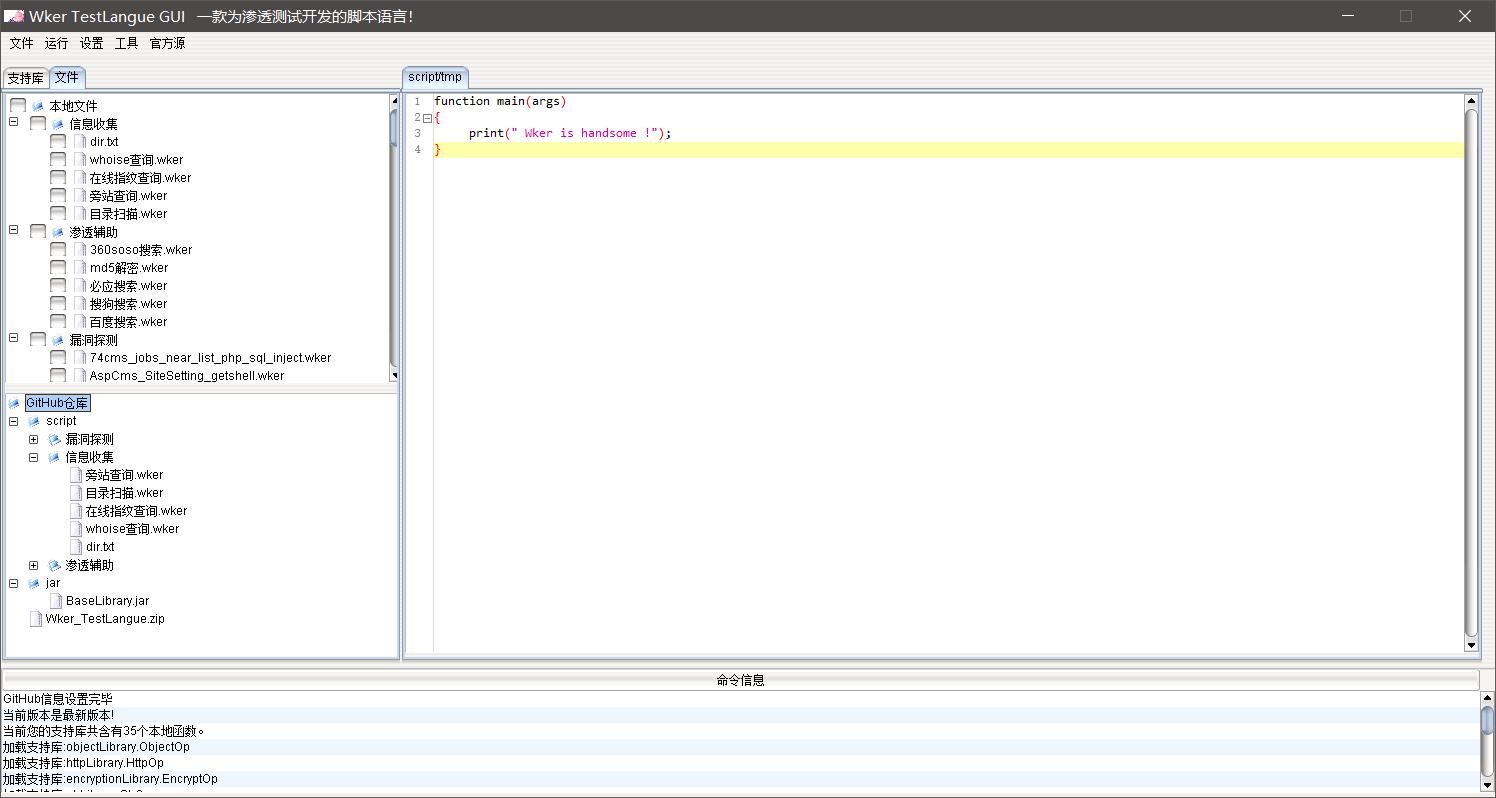 Wker TestLangue GUI 一款为渗透测试开发的脚本语言!
文件 运行 设置 工具 官方源
支持库 文件
本地文件
信息收集
dir.txt
whoise查询.wker
在线指纹查询.wker
旁站查询.wker
目录扫描.wker
渗透辅助
360soso搜索.wker
md5解密.wker
必应搜索.wker
搜狗搜索.wker
百度搜索.wker
漏洞探测
74cms_jobs_near_list_php_sql_inject.wker
AspCms_SiteSetting_getshell.wker
GitHub仓库
script
漏洞探测
信息收集
旁站查询.wker
目录扫描.wker
在线指纹查询.wker
whoise查询.wker
dir.txt
渗透辅助
jar
BaseLibrary.jar
Wker_TestLangue.zip
script/tmp
1 function main(args)
2 {
3 print(" Wker is handsome !");
4 }
命令信息
GitHub信息设置完毕
当前版本是最新版本!
当前您的支持库共含有35个本地函数。
加载支持库:objectLibrary.ObjectOp
加载支持库:httpLibrary.HttpOp
加载支持库:encryptionLibrary.EncryptOp